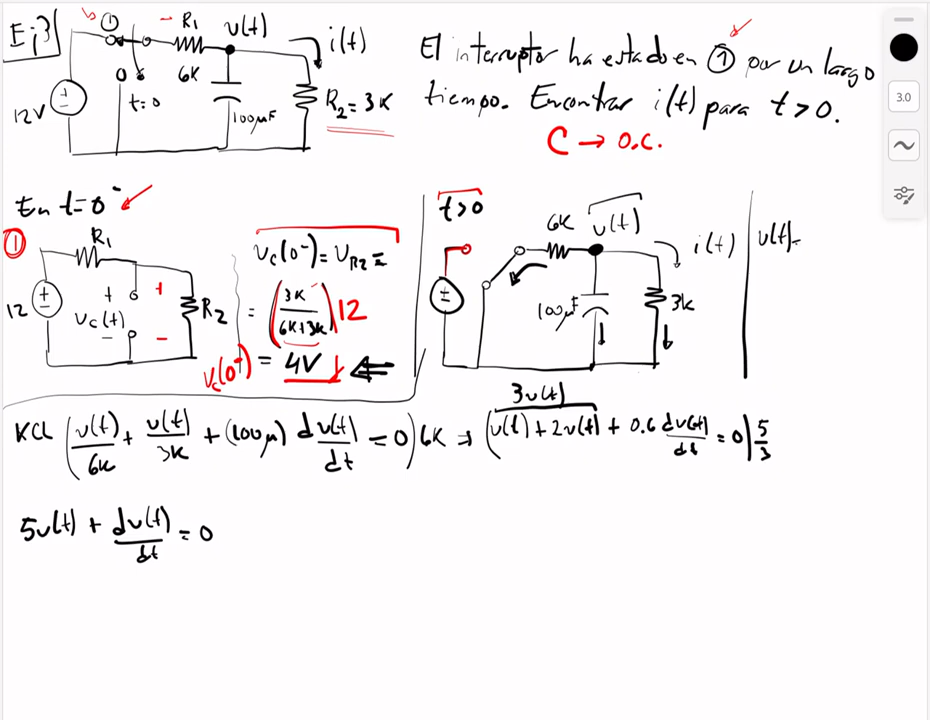 Ej3
①
- R₁
6K
v(t)
i(t)
12V
t=0
100μF
R₂=3K
El interruptor ha estado en ① por un largo
tiempo. Encontrar i(t) para t>0.
C → O.C.
3.0
En t=0⁻
①
R₁
12
+ Vc(t) -
+ -
R₂
Vc(0⁻) = VR₂ =
= (3K / 6K+3K) 12
Vc(0⁺) = 4V
t>0
6K
v(t)
i(t)
100μF
3K
v(t)=
KCL (v(t)/6K + v(t)/3K + (100μ) dv(t)/dt = 0) 6K ⇒ (v(t) + 2v(t) + 0.6 dv(t)/dt = 0) 5/3
3v(t)
5v(t) + dv(t)/dt = 0